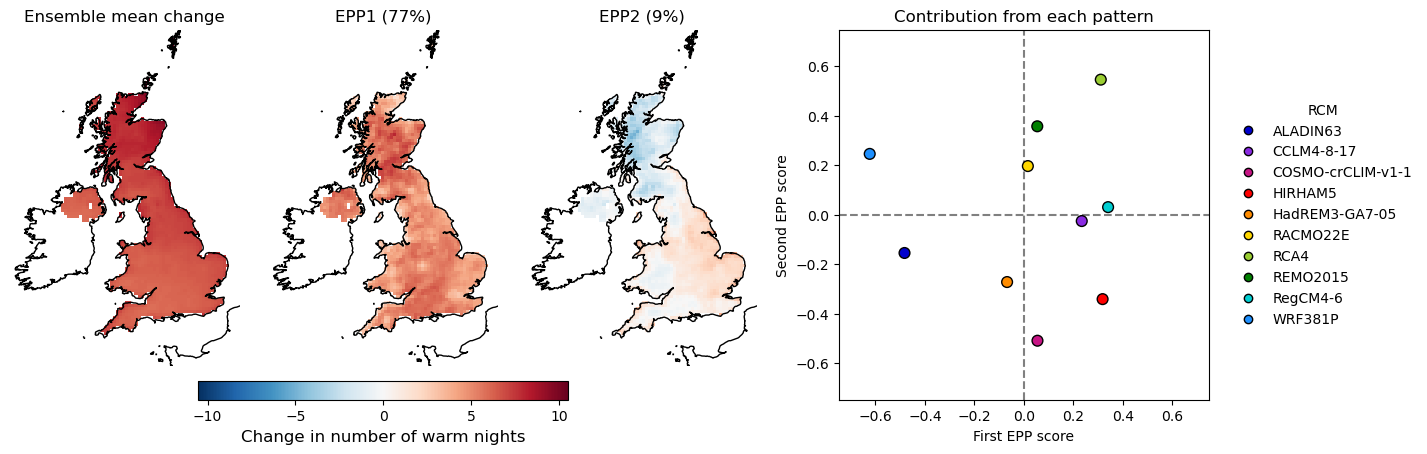 Ensemble mean change
EPP1 (77%)
EPP2 (9%)
−10
−5
0
5
10
Change in number of warm nights
Contribution from each pattern
0.6
0.4
0.2
0.0
−0.2
−0.4
−0.6
Second EPP score
−0.6
−0.4
−0.2
0.0
0.2
0.4
0.6
First EPP score
RCM
ALADIN63
CCLM4-8-17
COSMO-crCLIM-v1-1
HIRHAM5
HadREM3-GA7-05
RACMO22E
RCA4
REMO2015
RegCM4-6
WRF381P